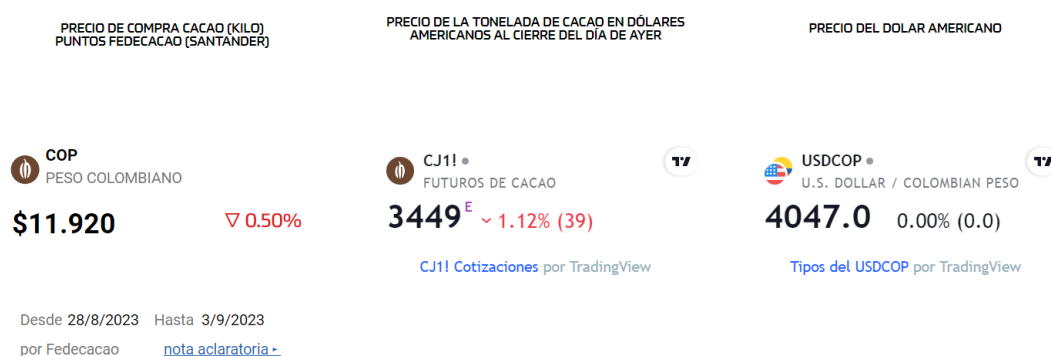 PRECIO DE COMPRA CACAO (KILO)
PUNTOS FEDECACAO (SANTANDER)
COP
PESO COLOMBIANO
$11.920 ▽ 0.50%
Desde 28/8/2023 Hasta 3/9/2023
por Fedecacao nota aclaratoria ▸
PRECIO DE LA TONELADA DE CACAO EN DÓLARES
AMERICANOS AL CIERRE DEL DÍA DE AYER
CJ1! •
FUTUROS DE CACAO
3449 E 1.12% (39)
CJ1! Cotizaciones por TradingView
PRECIO DEL DOLAR AMERICANO
USDCOP •
U.S. DOLLAR / COLOMBIAN PESO
4047.0 0.00% (0.0)
Tipos del USDCOP por TradingView